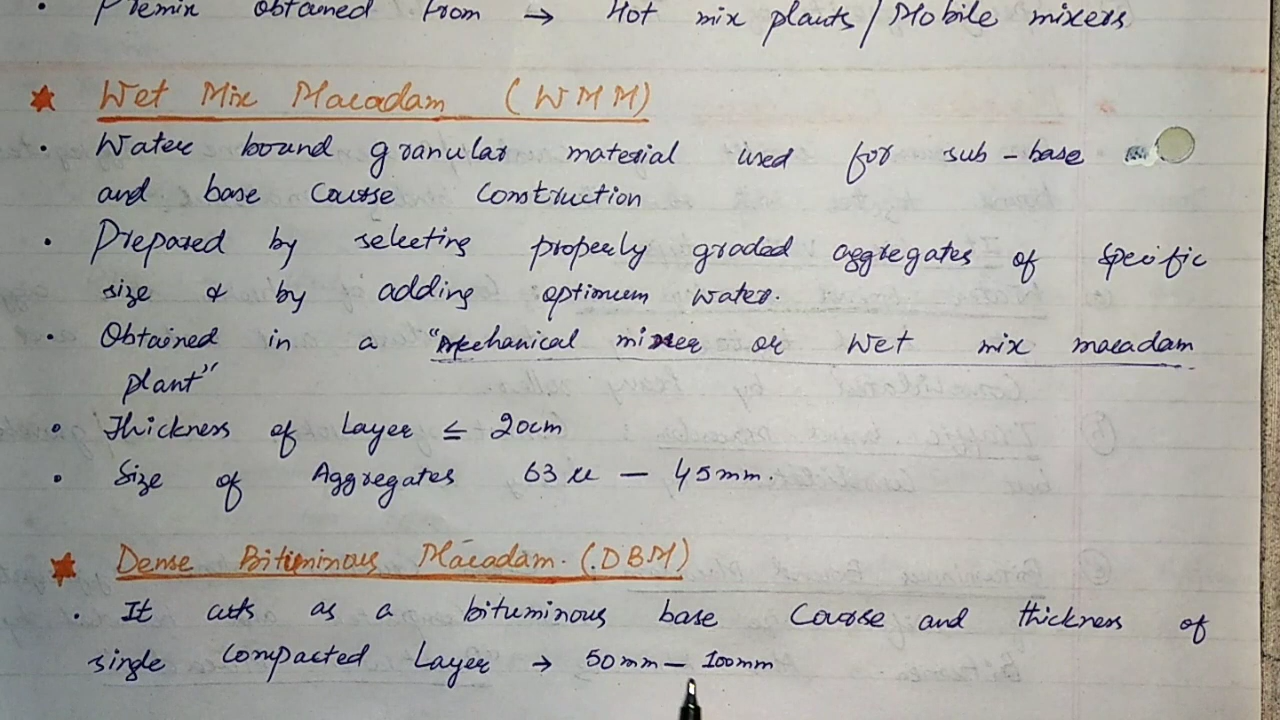 • Premix obtained from → Hot mix plants/Mobile mixers
Wet Mix Macadam (WMM)
• Water bound granular material used for sub-base
and base Course Construction
• Prepared by selecting properly graded aggregates of Specific
size & by adding optimum water.
• Obtained in a "Mechanical mixer or Wet mix macadam
plant"
• Thickness of Layer ≤ 20cm
• Size of Aggregates 63 μ — 45mm.
Dense Bituminous Macadam. (DBM)
• It acts as a bituminous base Course and thickness of
single Compacted Layer → 50mm — 100mm